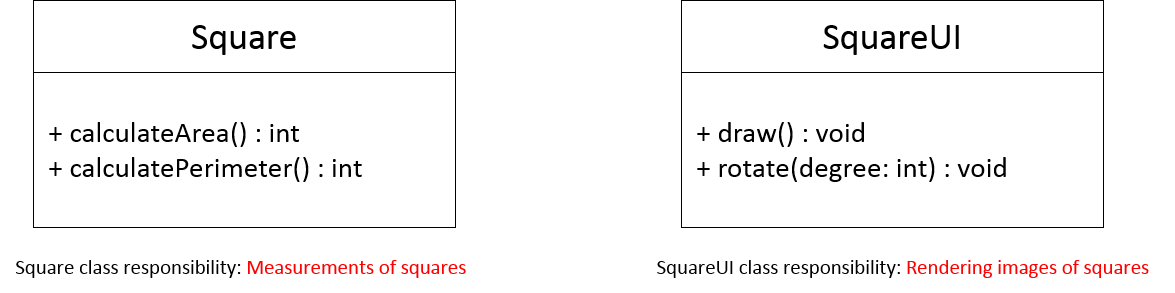 Square
+ calculateArea() : int
+ calculatePerimeter() : int
Square class responsibility: Measurements of squares
SquareUI
+ draw() : void
+ rotate(degree: int) : void
SquareUI class responsibility: Rendering images of squares